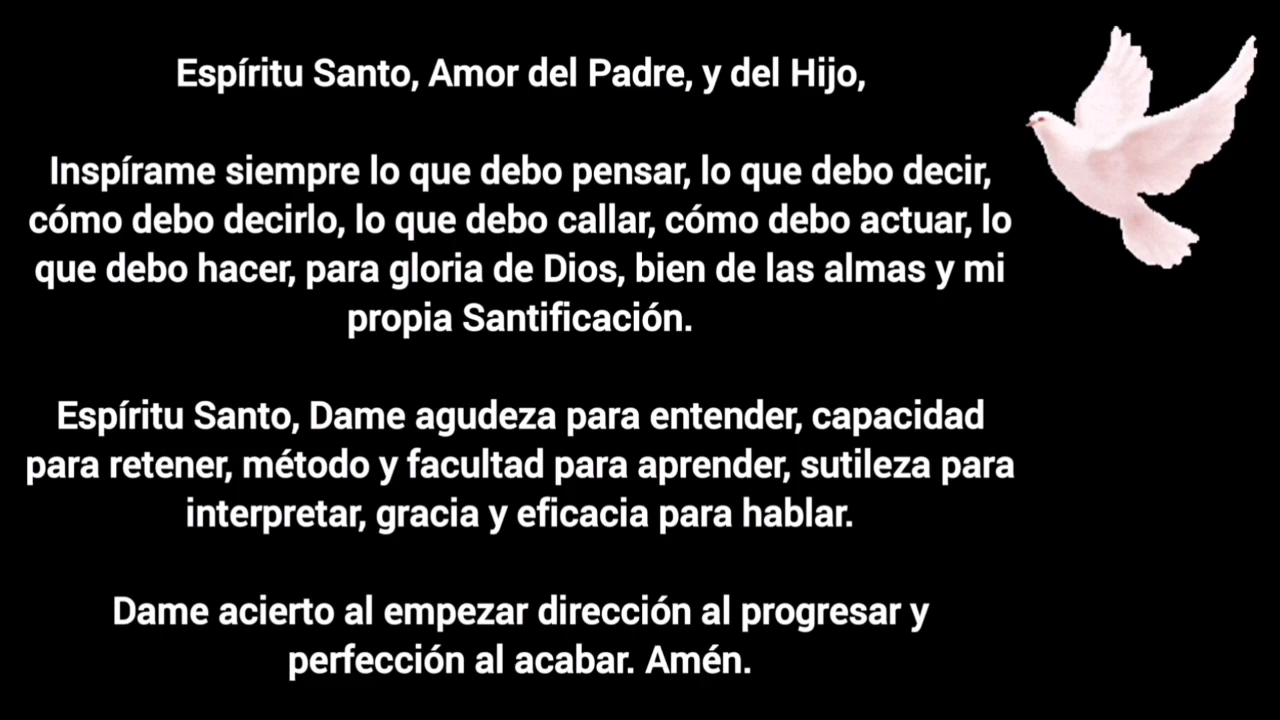 Espíritu Santo, Amor del Padre, y del Hijo,
Inspírame siempre lo que debo pensar, lo que debo decir,
cómo debo decirlo, lo que debo callar, cómo debo actuar, lo
que debo hacer, para gloria de Dios, bien de las almas y mi
propia Santificación.
Espíritu Santo, Dame agudeza para entender, capacidad
para retener, método y facultad para aprender, sutileza para
interpretar, gracia y eficacia para hablar.
Dame acierto al empezar dirección al progresar y
perfección al acabar. Amén.